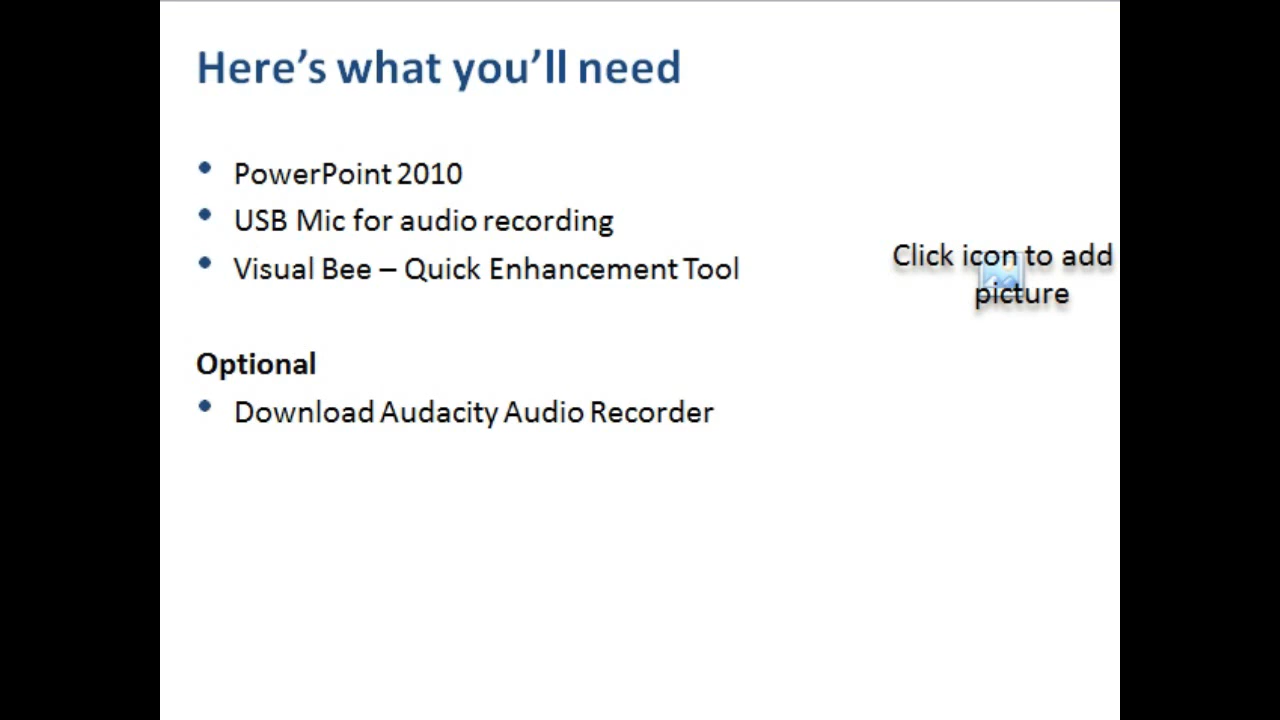 Here’s what you’ll need
• PowerPoint 2010
• USB Mic for audio recording
• Visual Bee – Quick Enhancement Tool
Click icon to add
picture
Optional
• Download Audacity Audio Recorder